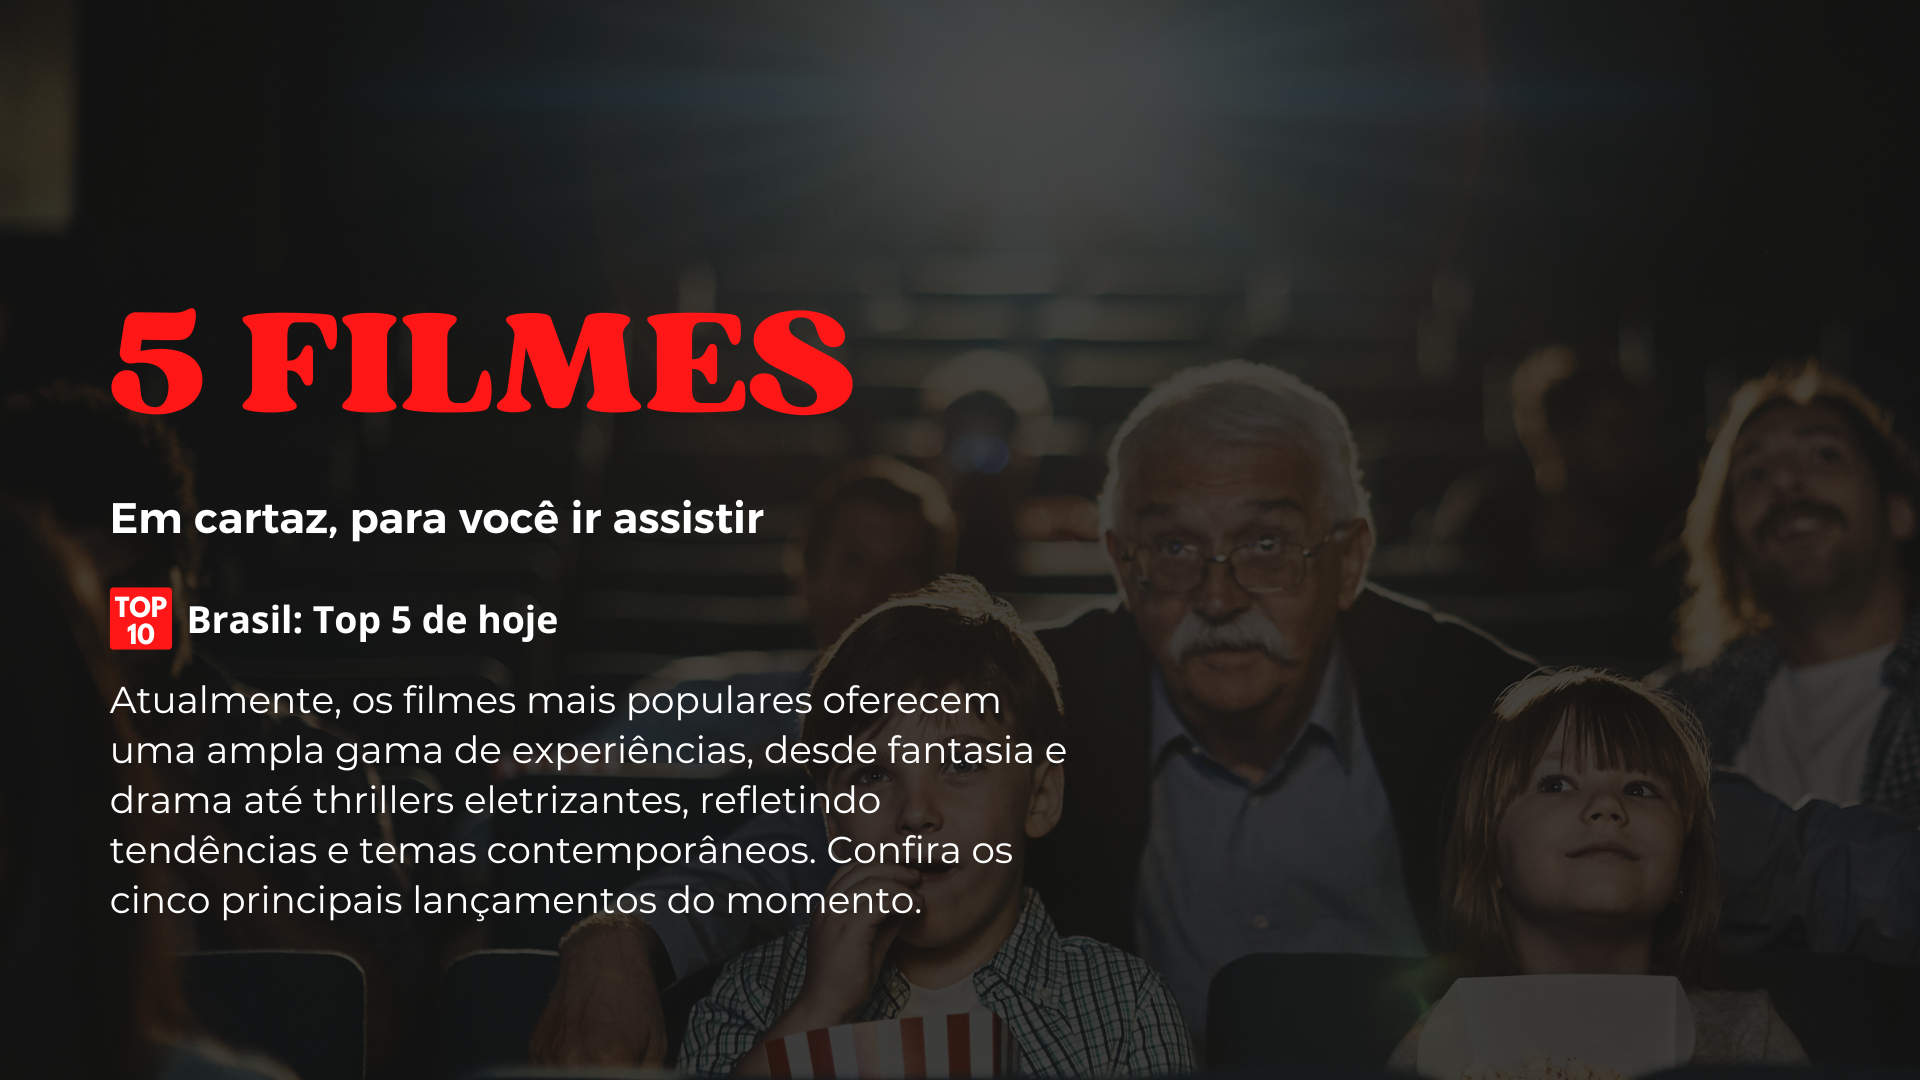 5 FILMES
Em cartaz, para você ir assistir
TOP
10
Brasil: Top 5 de hoje
Atualmente, os filmes mais populares oferecem
uma ampla gama de experiências, desde fantasia e
drama até thrillers eletrizantes, refletindo
tendências e temas contemporâneos. Confira os
cinco principais lançamentos do momento.